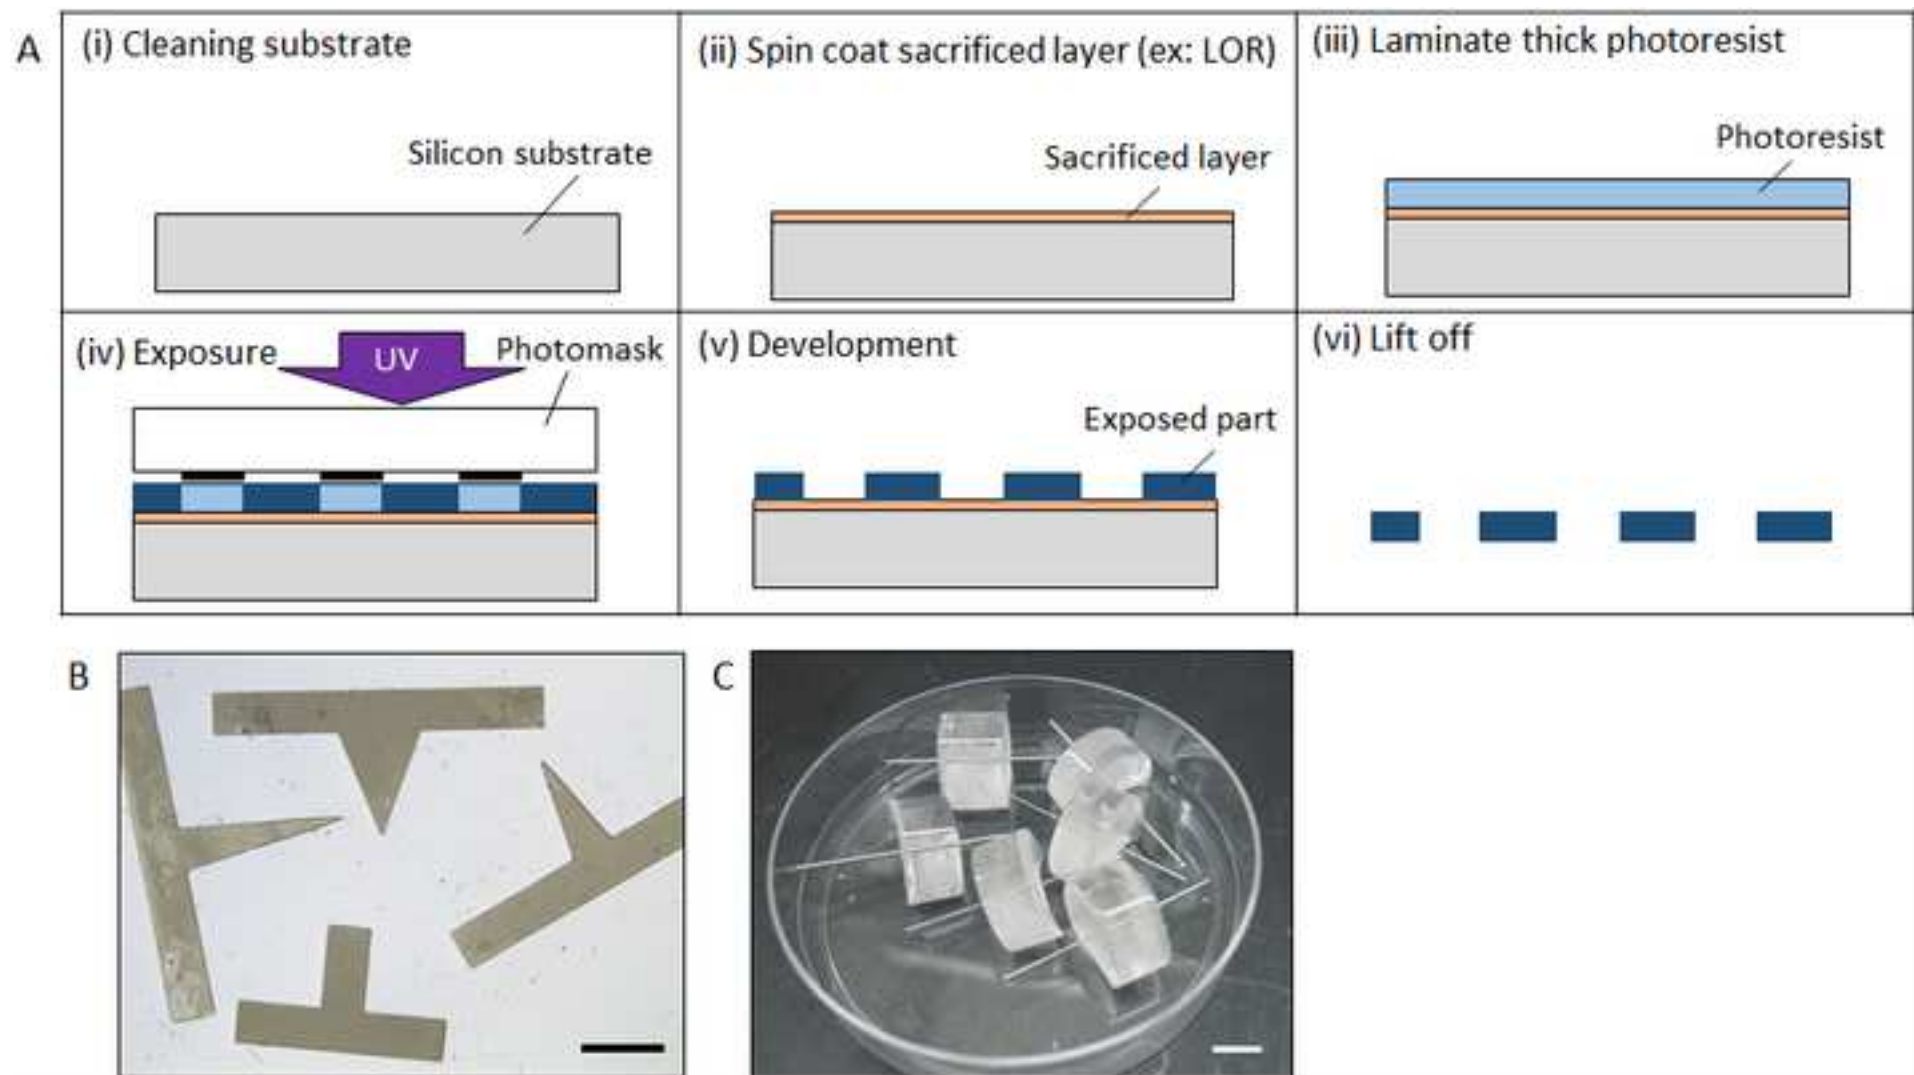 A
(i) Cleaning substrate
Silicon substrate
(ii) Spin coat sacrificed layer (ex: LOR)
Sacrificed layer
(iii) Laminate thick photoresist
Photoresist
(iv) Exposure
UV
Photomask
(v) Development
Exposed part
(vi) Lift off
B
C